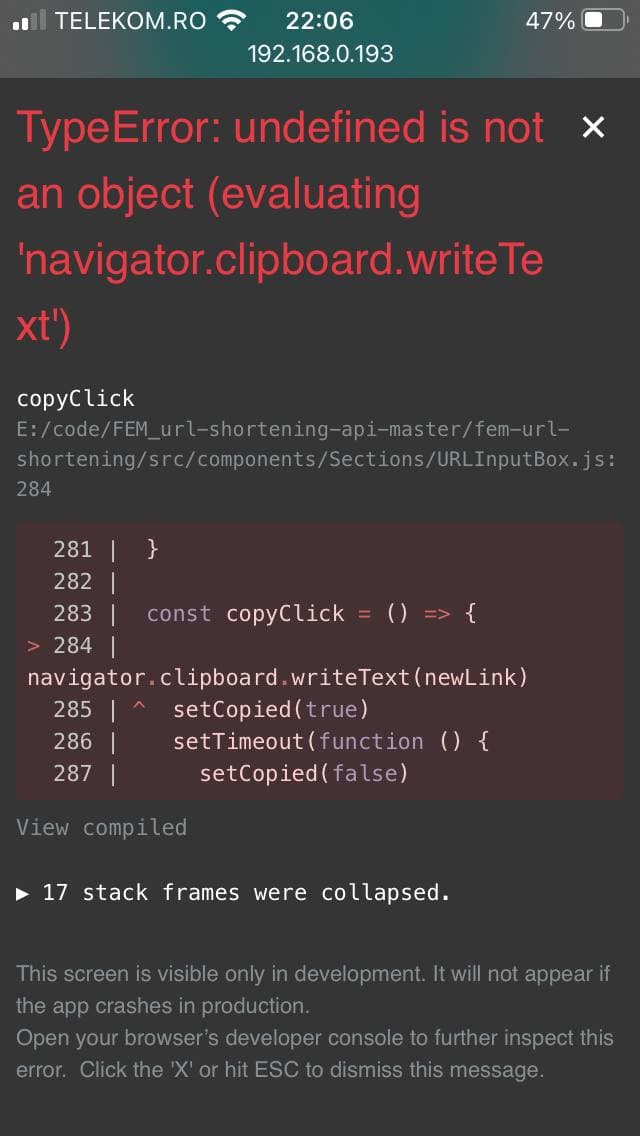 TELEKOM.RO 22:06 47%
192.168.0.193
TypeError: undefined is not
an object (evaluating
'navigator.clipboard.writeTe
xt')
copyClick
E:/code/FEM_url-shortening-api-master/fem-url-
shortening/src/components/Sections/URLInputBox.js:
284
281 | }
282 |
283 | const copyClick = () => {
> 284 |
navigator.clipboard.writeText(newLink)
285 | ^ setCopied(true)
286 | setTimeout(function () {
287 | setCopied(false)
View compiled
▶ 17 stack frames were collapsed.
This screen is visible only in development. It will not appear if
the app crashes in production.
Open your browser’s developer console to further inspect this
error.  Click the 'X' or hit ESC to dismiss this message.